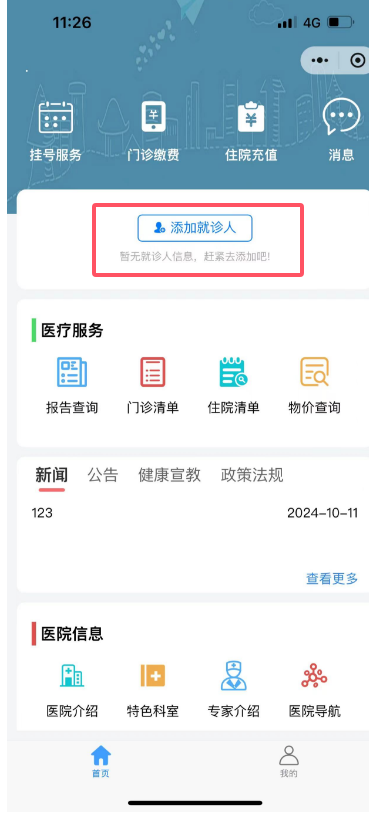 11:26 4G
挂号服务 门诊缴费 住院充值 消息
添加就诊人
暂无就诊人信息，赶紧去添加吧!
医疗服务
报告查询 门诊清单 住院清单 物价查询
新闻 公告 健康宣教 政策法规
123 2024-10-11
查看更多
医院信息
医院介绍 特色科室 专家介绍 医院导航
首页 我的